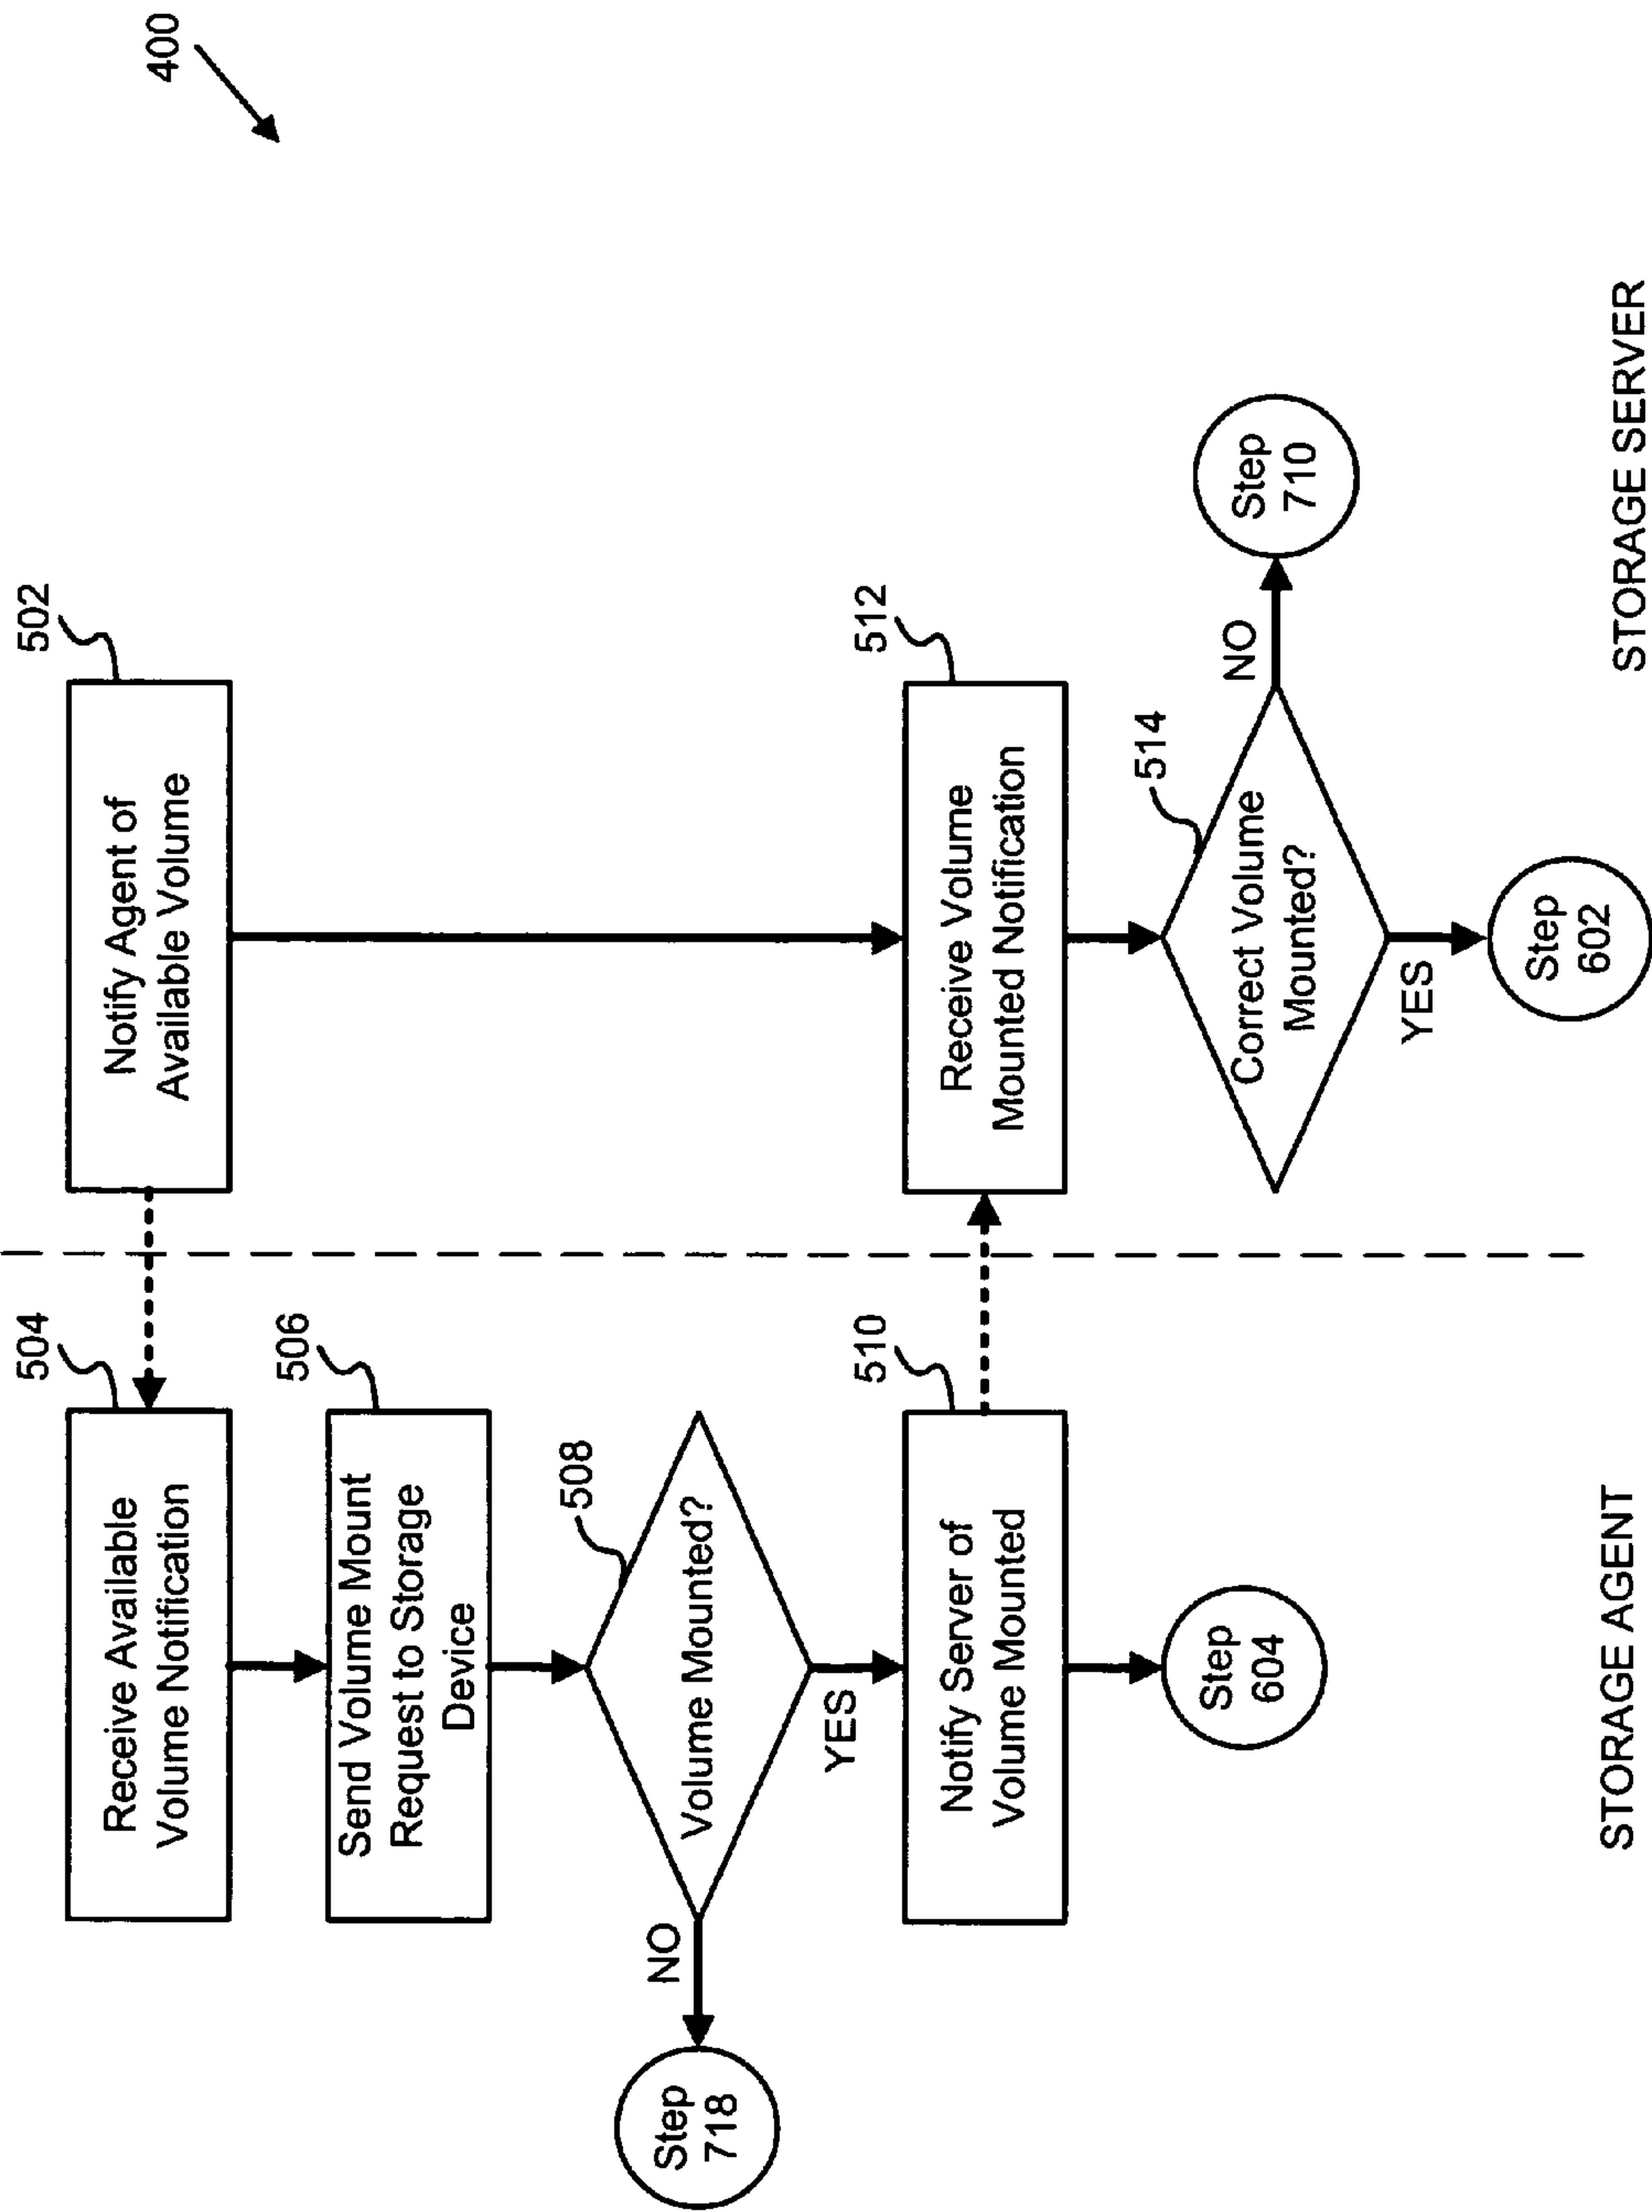 400
502
Notify Agent of
Available Volume
504
Receive Available
Volume Notification
506
Send Volume Mount
Request to Storage
Device
508
Volume Mounted?
NO
Step
718
YES
510
Notify Server of
Volume Mounted
512
Receive Volume
Mounted Notification
514
Correct Volume
Mounted?
NO
Step
710
YES
Step
602
Step
604
STORAGE AGENT
STORAGE SERVER